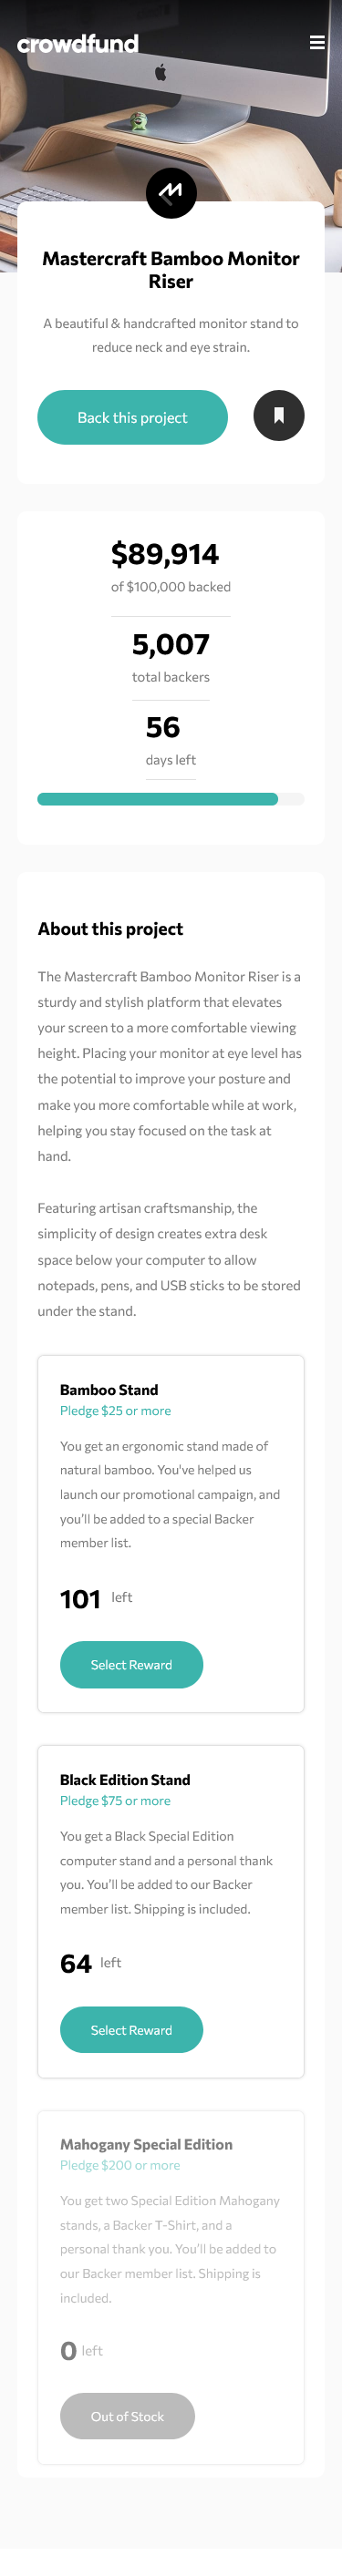 crowdfund
Mastercraft Bamboo Monitor
Riser
A beautiful & handcrafted monitor stand to
reduce neck and eye strain.
Back this project
$89,914
of $100,000 backed
5,007
total backers
56
days left
About this project
The Mastercraft Bamboo Monitor Riser is a
sturdy and stylish platform that elevates
your screen to a more comfortable viewing
height. Placing your monitor at eye level has
the potential to improve your posture and
make you more comfortable while at work,
helping you stay focused on the task at
hand.
Featuring artisan craftsmanship, the
simplicity of design creates extra desk
space below your computer to allow
notepads, pens, and USB sticks to be stored
under the stand.
Bamboo Stand
Pledge $25 or more
You get an ergonomic stand made of
natural bamboo. You've helped us
launch our promotional campaign, and
you'll be added to a special Backer
member list.
101 left
Select Reward
Black Edition Stand
Pledge $75 or more
You get a Black Special Edition
computer stand and a personal thank
you. You'll be added to our Backer
member list. Shipping is included.
64 left
Select Reward
Mahogany Special Edition
Pledge $200 or more
You get two Special Edition Mahogany
stands, a Backer T-Shirt, and a
personal thank you. You'll be added to
our Backer member list. Shipping is
included.
0 left
Out of Stock